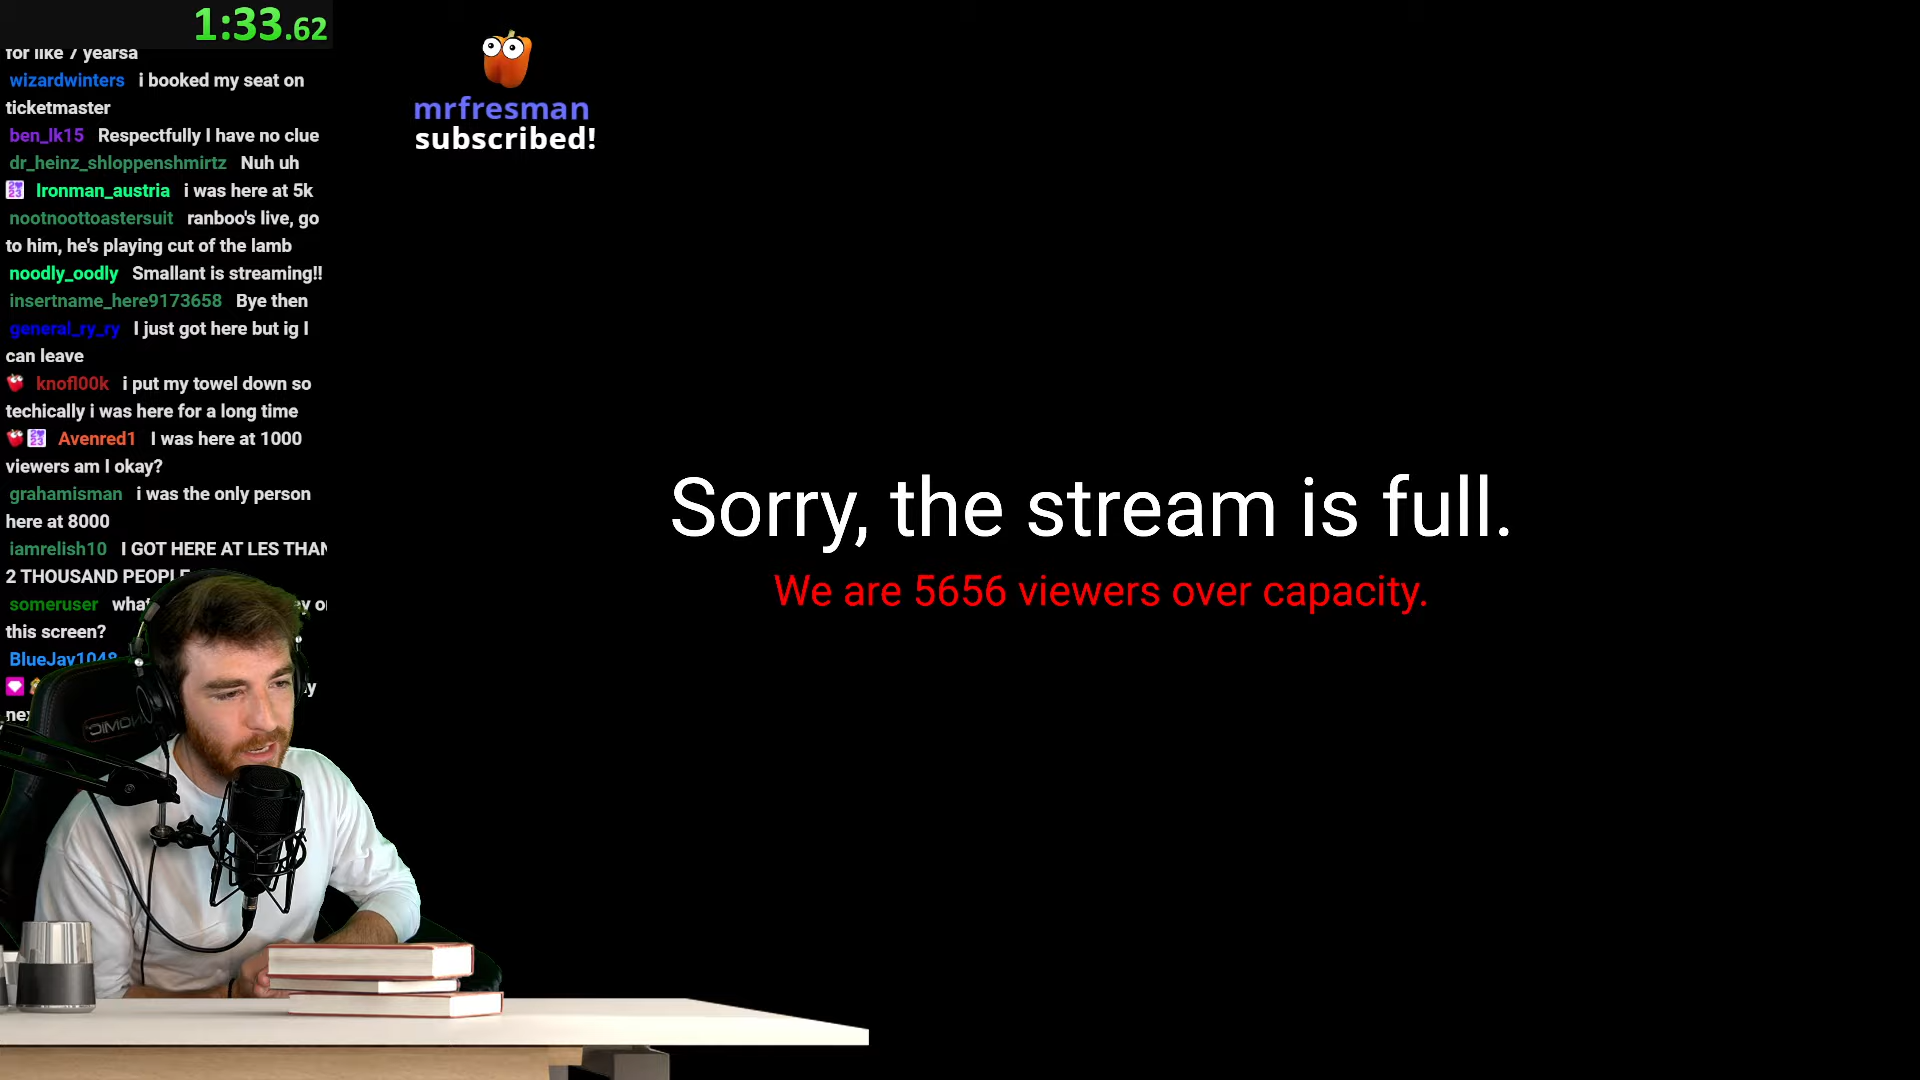 1:33.62
for like 7 yearsa
wizardwinters i booked my seat on
ticketmaster
ben_lk15 Respectfully I have no clue
dr_heinz_shloppenshmirtz Nuh uh
Ironman_austria i was here at 5k
nootnoottoastersuit ranboo's live, go
to him, he's playing cut of the lamb
noodly_oodly Smallant is streaming!!
insertname_here9173658 Bye then
general_ry_ry I just got here but ig I
can leave
knofl00k i put my towel down so
techically i was here for a long time
Avenred1 I was here at 1000
viewers am I okay?
grahamisman i was the only person
here at 8000
iamrelish10 I GOT HERE AT LES THAN
2 THOUSAND PEOPLE
someruser
this screen?
BlueJay1048
mrfresman
subscribed!
Sorry, the stream is full.
We are 5656 viewers over capacity.